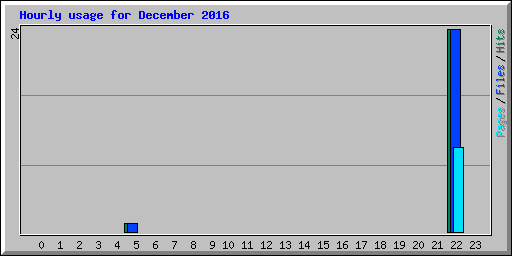 Hourly usage for December 2016
24
Pages/Files/Hits
0 1 2 3 4 5 6 7 8 9 10 11 12 13 14 15 16 17 18 19 20 21 22 23